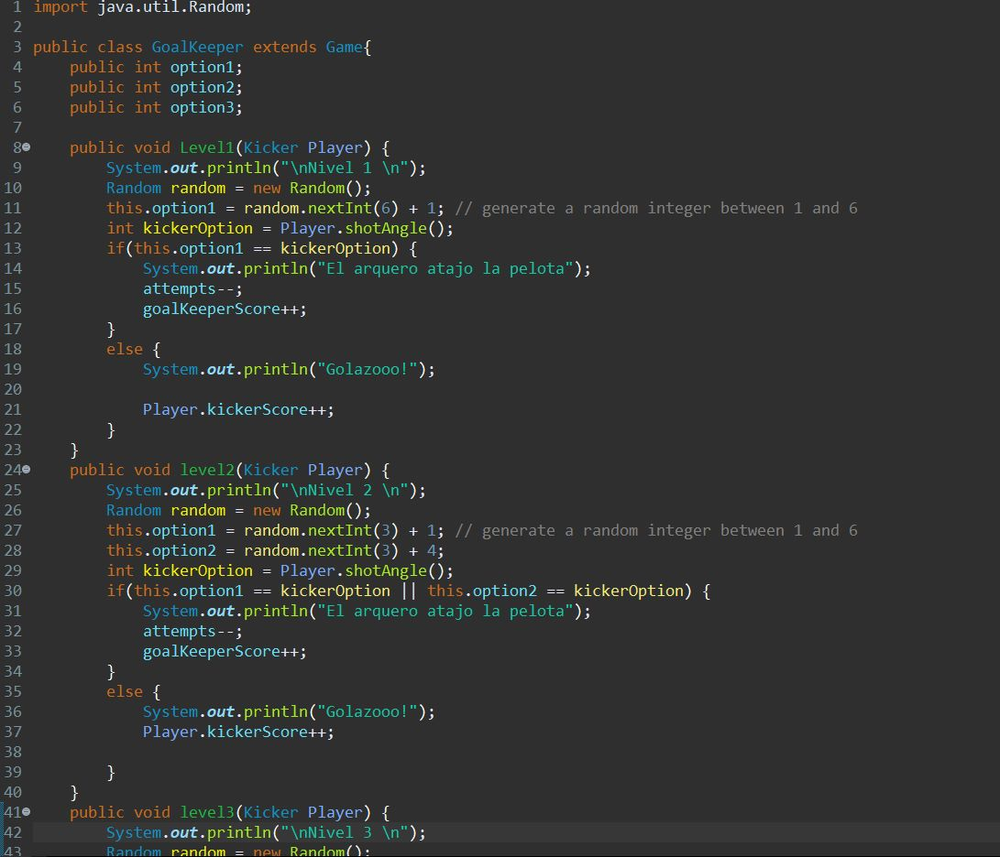 1 import java.util.Random;
2
3 public class GoalKeeper extends Game{
4     public int option1;
5     public int option2;
6     public int option3;
7
8     public void Level1(Kicker Player) {
9         System.out.println("\nNivel 1 \n");
10         Random random = new Random();
11         this.option1 = random.nextInt(6) + 1; // generate a random integer between 1 and 6
12         int kickerOption = Player.shotAngle();
13         if(this.option1 == kickerOption) {
14             System.out.println("El arquero atajo la pelota");
15             attempts--;
16             goalKeeperScore++;
17         }
18         else {
19             System.out.println("Golazooo!");
20
21             Player.kickerScore++;
22         }
23     }
24     public void level2(Kicker Player) {
25         System.out.println("\nNivel 2 \n");
26         Random random = new Random();
27         this.option1 = random.nextInt(3) + 1; // generate a random integer between 1 and 6
28         this.option2 = random.nextInt(3) + 4;
29         int kickerOption = Player.shotAngle();
30         if(this.option1 == kickerOption || this.option2 == kickerOption) {
31             System.out.println("El arquero atajo la pelota");
32             attempts--;
33             goalKeeperScore++;
34         }
35         else {
36             System.out.println("Golazooo!");
37             Player.kickerScore++;
38
39         }
40     }
41     public void level3(Kicker Player) {
42         System.out.println("\nNivel 3 \n");
43         Random random = new Random();